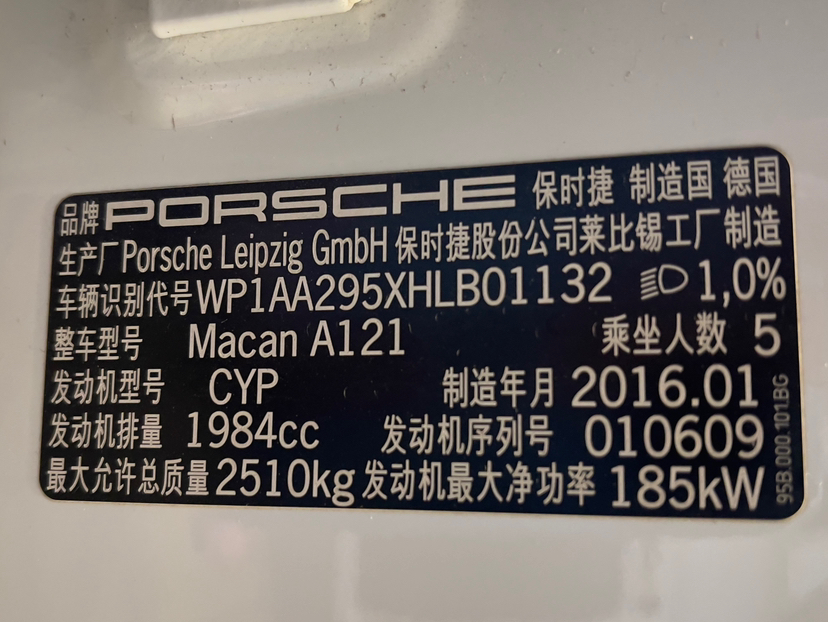 品牌 PORSCHE 保时捷 制造国 德国
生产厂 Porsche Leipzig GmbH 保时捷股份公司莱比锡工厂制造
车辆识别代号 WP1AA295XHLB01132 1,0%
整车型号 Macan A121 乘坐人数 5
发动机型号 CYP 制造年月 2016.01
发动机排量 1984cc 发动机序列号 010609
最大允许总质量 2510kg 发动机最大净功率 185kW
95B.000.101BG